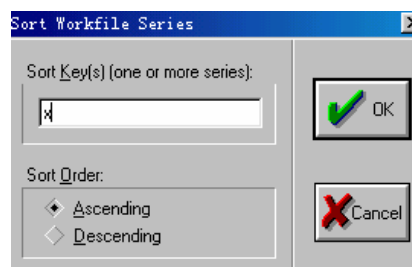 Sort Workfile Series
Sort Key(s) (one or more series):
x
OK
Sort Order:
Ascending
Descending
Cancel